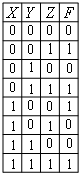 X Y Z F
0 0 0 0
0 0 1 1
0 1 0 0
0 1 1 1
1 0 0 1
1 0 1 0
1 1 0 0
1 1 1 1